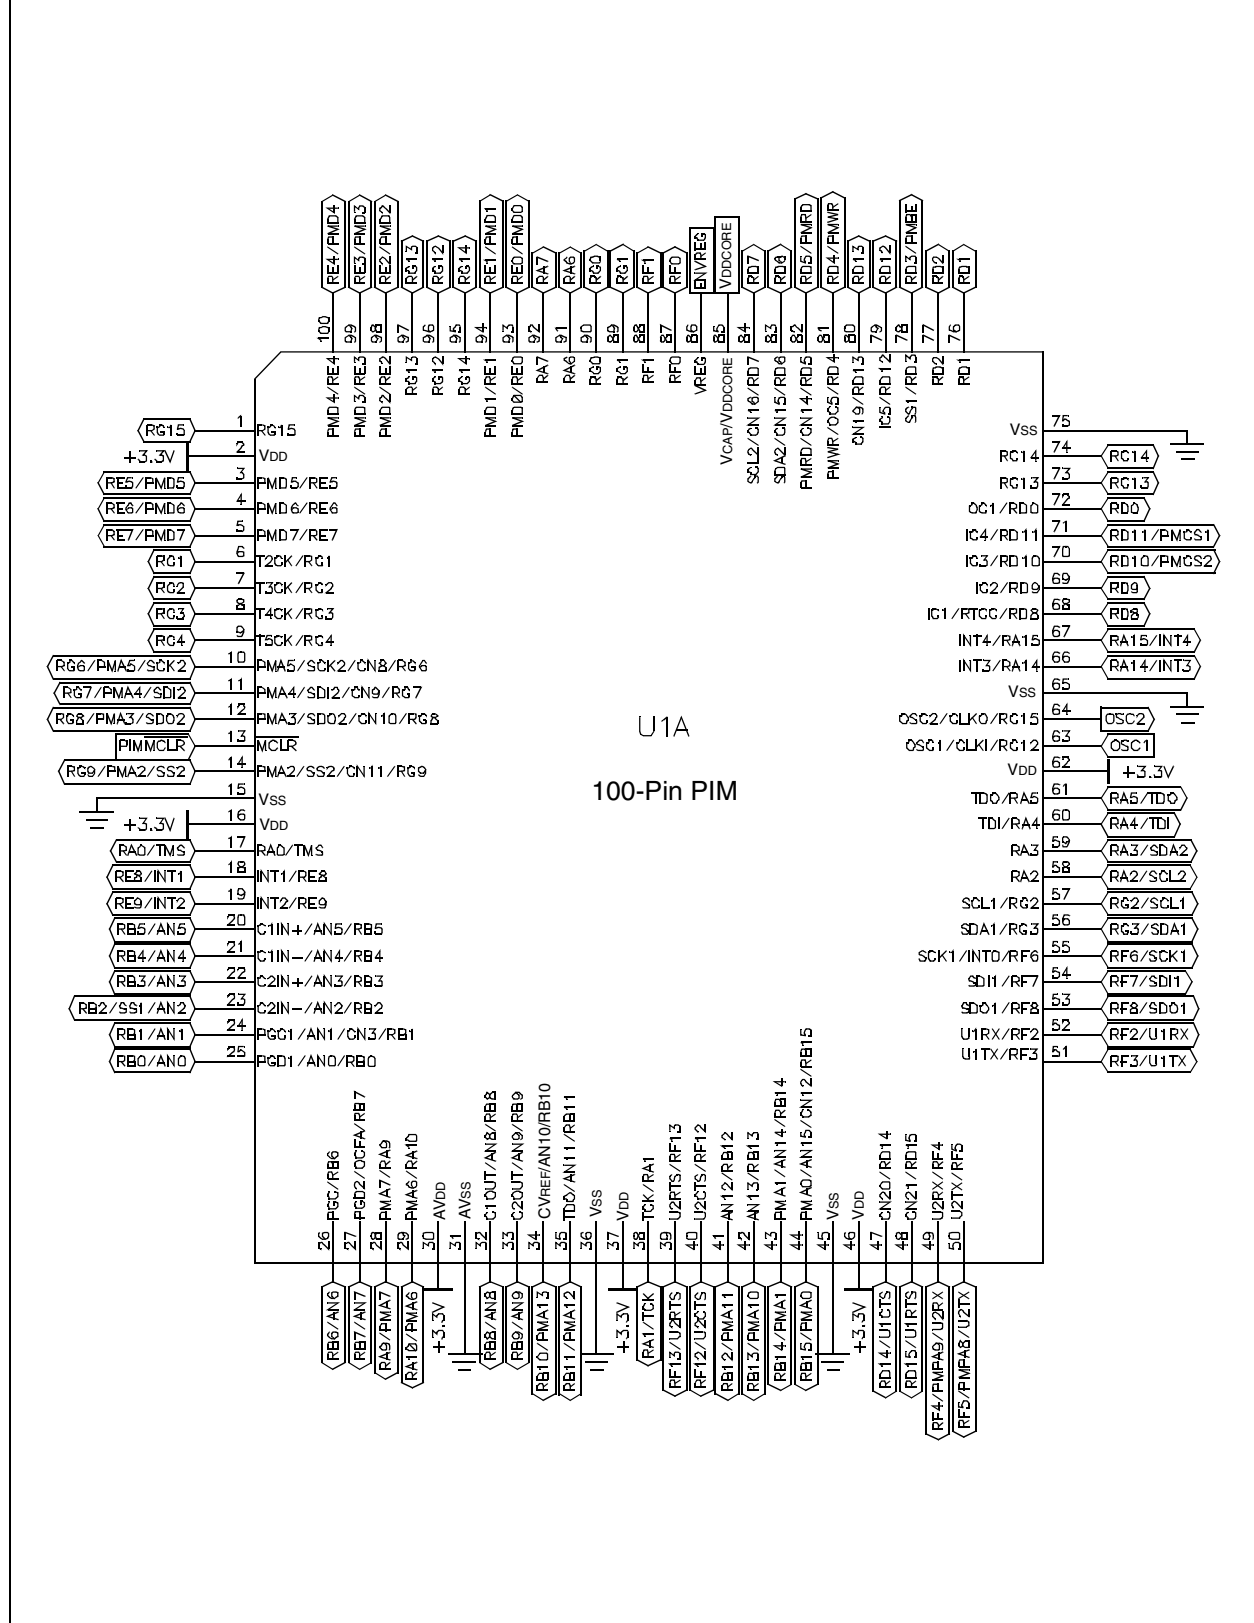 RE4/PMD4 RE3/PMD3 RE2/PMD2 RG13 RG12 RG14 RE1/PMD1 RE0/PMD0 RA7 RA6 RG0 RG1 RF1 RF0 ENVREG VDDCORE RD7 RD6 RD5/PMRD RD4/PMWR RD13 RD12 RD3/PMBE RD2 RD1
100 99 98 97 96 95 94 93 92 91 90 89 88 87 86 85 84 83 82 81 80 79 78 77 76
PMD4/RE4 PMD3/RE3 PMD2/RE2 RG13 RG12 RG14 PMD1/RE1 PMD0/RE0 RA7 RA6 RG0 RG1 RF1 RF0 VREG VCAP/VDDCORE SCL2/CN16/RD7 SDA2/CN15/RD6 PMRD/CN14/RD5 PMWR/OC5/RD4 CN19/RD13 IC5/RD12 SS1/RD3 RD2 RD1
RG15 1 RG15
+3.3V 2 VDD
RE5/PMD5 3 PMD5/RE5
RE6/PMD6 4 PMD6/RE6
RE7/PMD7 5 PMD7/RE7
RC1 6 T2CK/RC1
RC2 7 T3CK/RC2
RC3 8 T4CK/RC3
RC4 9 T5CK/RC4
RG6/PMA5/SCK2 10 PMA5/SCK2/CN8/RG6
RG7/PMA4/SDI2 11 PMA4/SDI2/CN9/RG7
RG8/PMA3/SDO2 12 PMA3/SDO2/CN10/RG8
PIMMCLR 13 MCLR
RG9/PMA2/SS2 14 PMA2/SS2/CN11/RG9
15 VSS
+3.3V 16 VDD
RA0/TMS 17 RA0/TMS
RE8/INT1 18 INT1/RE8
RE9/INT2 19 INT2/RE9
RB5/AN5 20 C1IN+/AN5/RB5
RB4/AN4 21 C1IN-/AN4/RB4
RB3/AN3 22 C2IN+/AN3/RB3
RB2/SS1/AN2 23 C2IN-/AN2/RB2
RB1/AN1 24 PGC1/AN1/CN3/RB1
RB0/AN0 25 PGD1/AN0/RB0
U1A
100-Pin PIM
VSS 75
RC14 74 RC14
RC13 73 RC13
OC1/RD0 72 RD0
IC4/RD11 71 RD11/PMCS1
IC3/RD10 70 RD10/PMCS2
IC2/RD9 69 RD9
IC1/RTCC/RD8 68 RD8
INT4/RA15 67 RA15/INT4
INT3/RA14 66 RA14/INT3
VSS 65
OSC2/CLKO/RC15 64 OSC2
OSC1/CLKI/RC12 63 OSC1
VDD 62 +3.3V
TDO/RA5 61 RA5/TDO
TDI/RA4 60 RA4/TDI
RA3 59 RA3/SDA2
RA2 58 RA2/SCL2
SCL1/RG2 57 RG2/SCL1
SDA1/RG3 56 RG3/SDA1
SCK1/INT0/RF6 55 RF6/SCK1
SDI1/RF7 54 RF7/SDI1
SDO1/RF8 53 RF8/SDO1
U1RX/RF2 52 RF2/U1RX
U1TX/RF3 51 RF3/U1TX
PGC/RB6 PGD2/OCFA/RB7 PMA7/RA9 PMA6/RA10 AVDD AVSS C1OUT/AN8/RB8 C2OUT/AN9/RB9 CVREF/AN10/RB10 TDO/AN11/RB11 VSS VDD TCK/RA1 U2RTS/RF13 U2CTS/RF12 AN12/RB12 AN13/RB13 PMA1/AN14/RB14 PMA0/AN15/CN12/RB15 VSS VDD CN20/RD14 CN21/RD15 U2RX/RF4 U2TX/RF5
26 27 28 29 30 31 32 33 34 35 36 37 38 39 40 41 42 43 44 45 46 47 48 49 50
RB6/AN6 RB7/AN7 RA9/PMA7 RA10/PMA6 +3.3V RB8/AN8 RB9/AN9 RB10/PMA13 RB11/PMA12 +3.3V RA1/TCK RF13/U2RTS RF12/U2CTS RB12/PMA11 RB13/PMA10 RB14/PMA1 RB15/PMA0 +3.3V RD14/U1CTS RD15/U1RTS RF4/PMPA9/U2RX RF5/PMPA8/U2TX